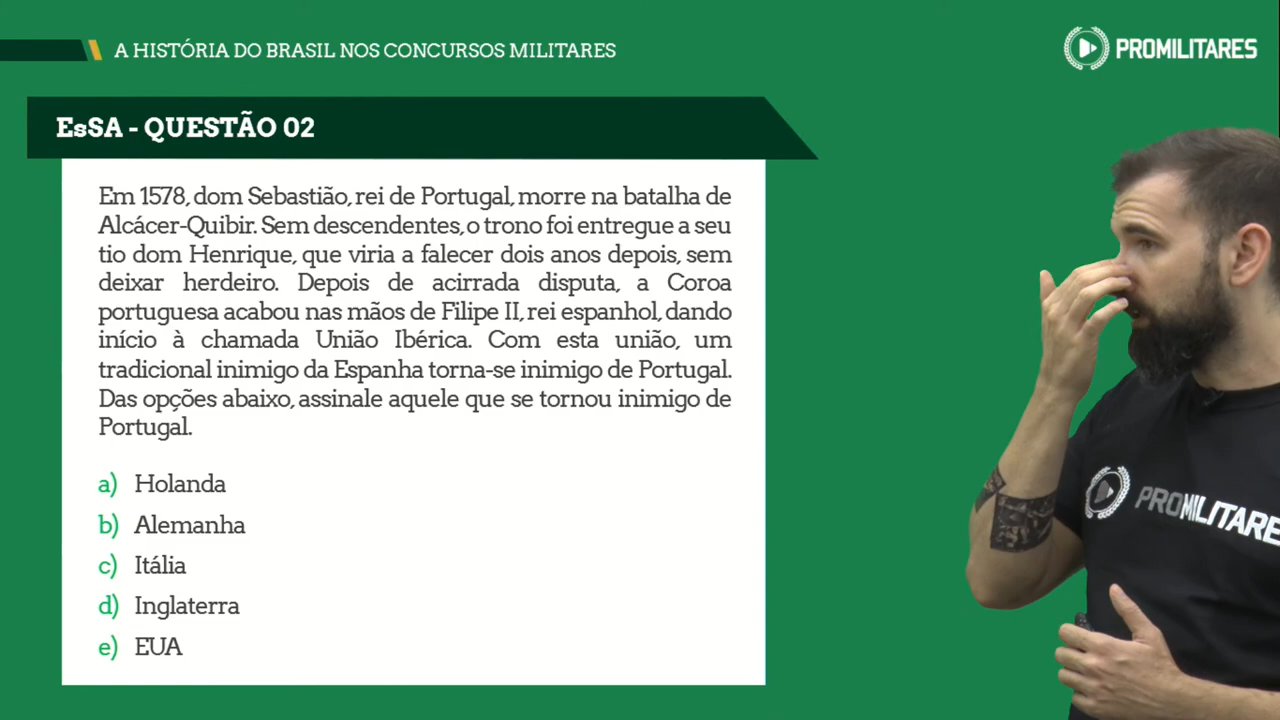 A HISTÓRIA DO BRASIL NOS CONCURSOS MILITARES
PROMILITARES
EsSA - QUESTÃO 02
Em 1578, dom Sebastião, rei de Portugal, morre na batalha de
Alcácer-Quibir. Sem descendentes, o trono foi entregue a seu
tio dom Henrique, que viria a falecer dois anos depois, sem
deixar herdeiro. Depois de acirrada disputa, a Coroa
portuguesa acabou nas mãos de Filipe II, rei espanhol, dando
início à chamada União Ibérica. Com esta união, um
tradicional inimigo da Espanha torna-se inimigo de Portugal.
Das opções abaixo, assinale aquele que se tornou inimigo de
Portugal.
a) Holanda
b) Alemanha
c) Itália
d) Inglaterra
e) EUA
PROMILITARE